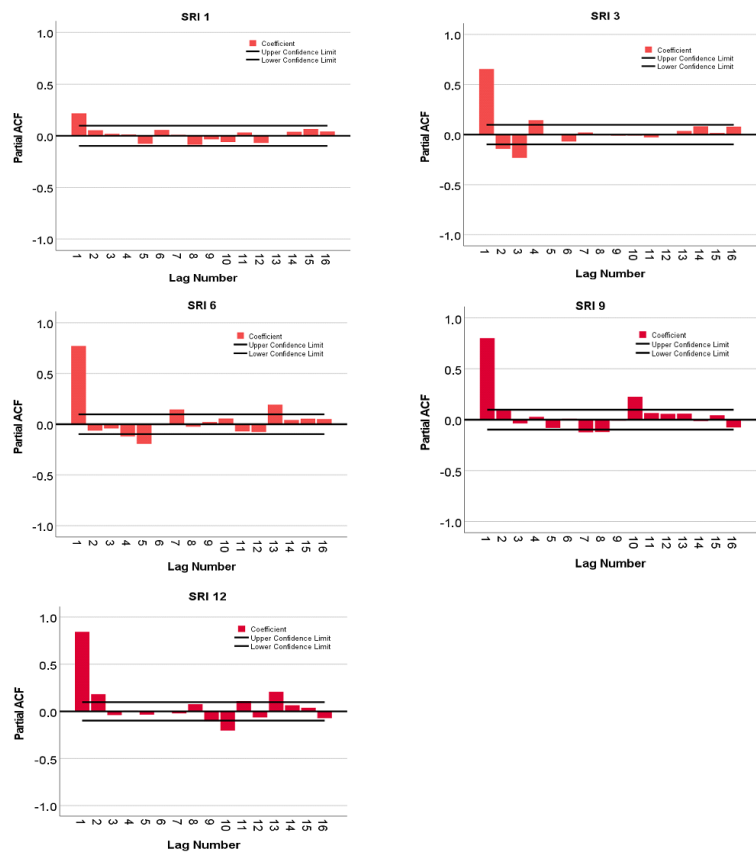 SRI 1
Coefficient
Upper Confidence Limit
Lower Confidence Limit
Partial ACF
1.0
0.5
0.0
-0.5
-1.0
1 2 3 4 5 6 7 8 9 10 11 12 13 14 15 16
Lag Number
SRI 3
Coefficient
Upper Confidence Limit
Lower Confidence Limit
Partial ACF
1.0
0.5
0.0
-0.5
-1.0
1 2 3 4 5 6 7 8 9 10 11 12 13 14 15 16
Lag Number
SRI 6
Coefficient
Upper Confidence Limit
Lower Confidence Limit
Partial ACF
1.0
0.5
0.0
-0.5
-1.0
1 2 3 4 5 6 7 8 9 10 11 12 13 14 15 16
Lag Number
SRI 9
Coefficient
Upper Confidence Limit
Lower Confidence Limit
Partial ACF
1.0
0.5
0.0
-0.5
-1.0
1 2 3 4 5 6 7 8 9 10 11 12 13 14 15 16
Lag Number
SRI 12
Coefficient
Upper Confidence Limit
Lower Confidence Limit
Partial ACF
1.0
0.5
0.0
-0.5
-1.0
1 2 3 4 5 6 7 8 9 10 11 12 13 14 15 16
Lag Number